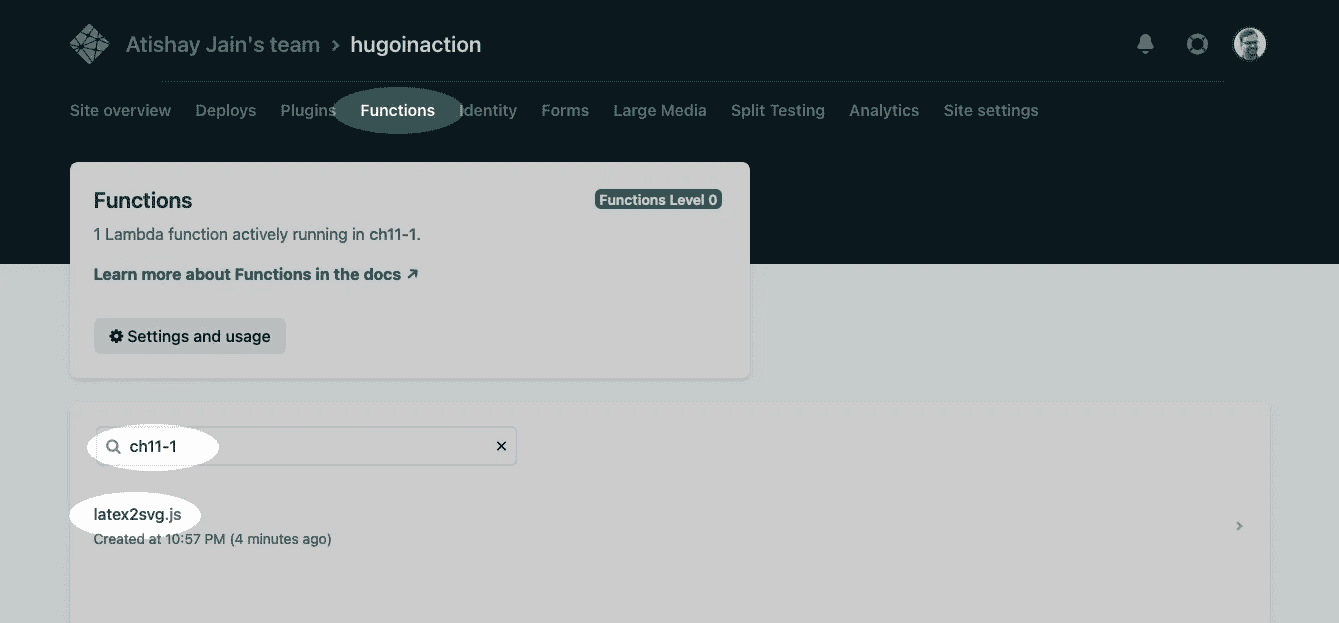 Atishay Jain's team > hugoinaction
Site overview Deploys Plugins Functions Identity Forms Large Media Split Testing Analytics Site settings
Functions
Functions Level 0
1 Lambda function actively running in ch11-1.
Learn more about Functions in the docs ↗
Settings and usage
ch11-1
latex2svg.js
Created at 10:57 PM (4 minutes ago)